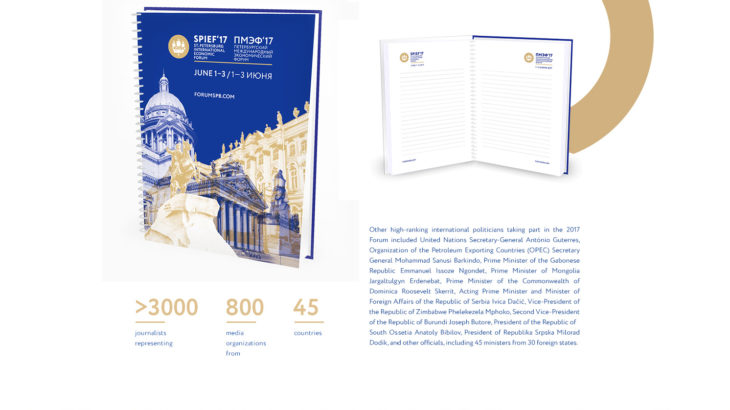 SPIEF'17
ST. PETERSBURG
INTERNATIONAL
ECONOMIC
FORUM
ПМЭФ'17
ПЕТЕРБУРГСКИЙ
МЕЖДУНАРОДНЫЙ
ЭКОНОМИЧЕСКИЙ
ФОРУМ
JUNE 1–3 / 1–3 ИЮНЯ
FORUMSPB.COM
SPIEF'17
ПМЭФ'17
>3000
journalists
representing
800
media
organizations
from
45
countries
Other high-ranking international politicians taking part in the 2017
Forum included United Nations Secretary-General António Guterres,
Organization of the Petroleum Exporting Countries (OPEC) Secretary
General Mohammad Sanusi Barkindo, Prime Minister of the Gabonese
Republic Emmanuel Issoze Ngondet, Prime Minister of Mongolia
Jargaltulgyn Erdenebat, Prime Minister of the Commonwealth of
Dominica Roosevelt Skerrit, Acting Prime Minister and Minister of
Foreign Affairs of the Republic of Serbia Ivica Dačić, Vice-President of
the Republic of Zimbabwe Phelekezela Mphoko, Second Vice-President
of the Republic of Burundi Joseph Butore, President of the Republic of
South Ossetia Anatoly Bibilov, President of Republika Srpska Milorad
Dodik, and other officials, including 45 ministers from 30 foreign states.